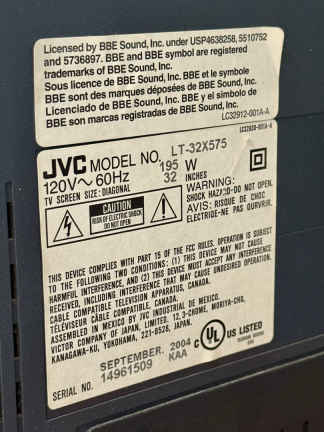 Licensed by BBE Sound, Inc. under USP4638258, 5510752
and 5736897. BBE and BBE symbol are registered
trademarks of BBE Sound, Inc.
Sous licence de BBE Sound, Inc. BBE et le symbole
BBE sont des marques déposées de BBE Sound, Inc.
Licenciado de BBE Sound, Inc. BBE y el símbolo de
BBE son marcas registradas de BBE Sound, Inc.
LC32912-001A-A
JVC MODEL NO. LT-32X575
120V~60Hz 195 W
TV SCREEN SIZE: DIAGONAL 32 INCHES
CAUTION
RISK OF ELECTRIC SHOCK
DO NOT OPEN
WARNING:
SHOCK HAZARD-DO NOT OPEN.
AVIS: RISQUE DE CHOC
ELECTRIQUE-NE PAS OUVRIR.
THIS DEVICE COMPLIES WITH PART 15 OF THE FCC RULES. OPERATION IS SUBJECT
TO THE FOLLOWING TWO CONDITIONS: (1) THIS DEVICE MAY NOT CAUSE
HARMFUL INTERFERENCE, AND (2) THIS DEVICE MUST ACCEPT ANY INTERFERENCE
RECEIVED, INCLUDING INTERFERENCE THAT MAY CAUSE UNDESIRED OPERATION.
CABLE COMPATIBLE TELEVISION APPARATUS, CANADA.
TÉLÉVISEUR CÂBLE COMPATIBLE, CANADA.
ASSEMBLED IN MEXICO BY JVC INDUSTRIAL DE MEXICO.
VICTOR COMPANY OF JAPAN, LIMITED. 12,3-CHOME, MORIYA-CHO,
KANAGAWA-KU, YOKOHAMA, 221-8528, JAPAN.
SEPTEMBER. 2004
C UL US LISTED
SERIAL NO. 14961509 KAA